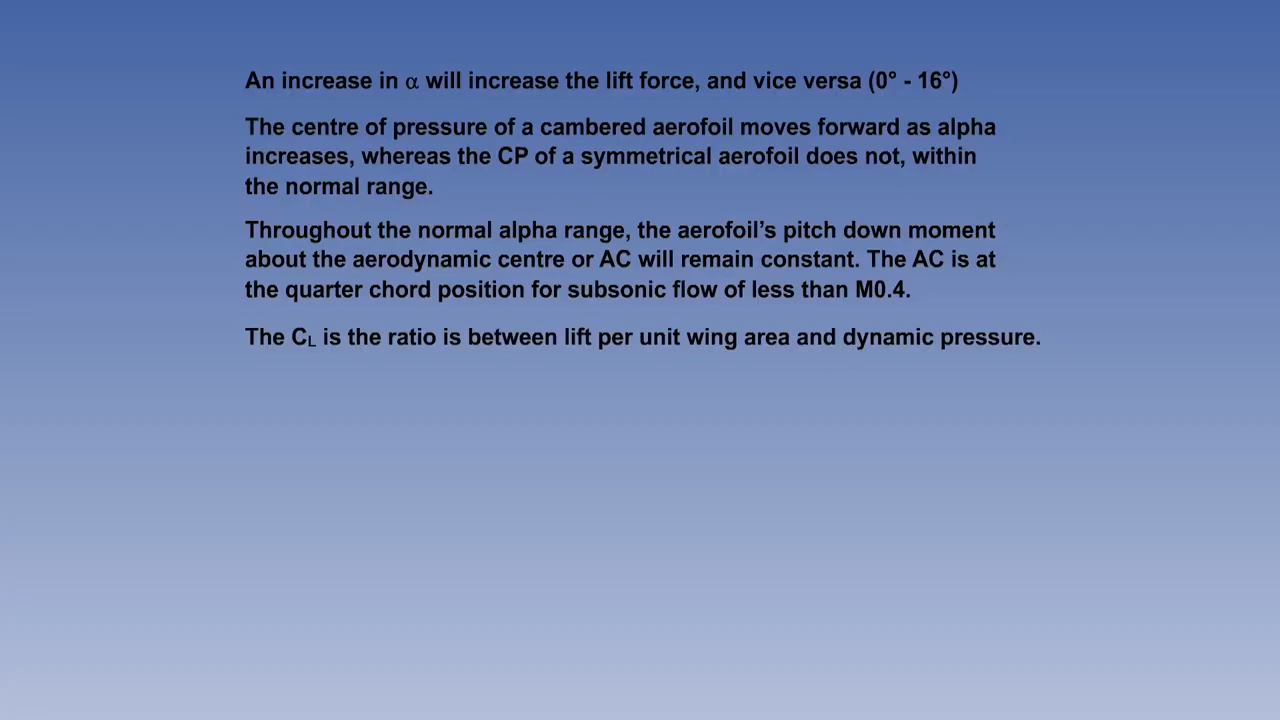 An increase in α will increase the lift force, and vice versa (0° - 16°)
The centre of pressure of a cambered aerofoil moves forward as alpha
increases, whereas the CP of a symmetrical aerofoil does not, within
the normal range.
Throughout the normal alpha range, the aerofoil’s pitch down moment
about the aerodynamic centre or AC will remain constant. The AC is at
the quarter chord position for subsonic flow of less than M0.4.
The CL is the ratio is between lift per unit wing area and dynamic pressure.